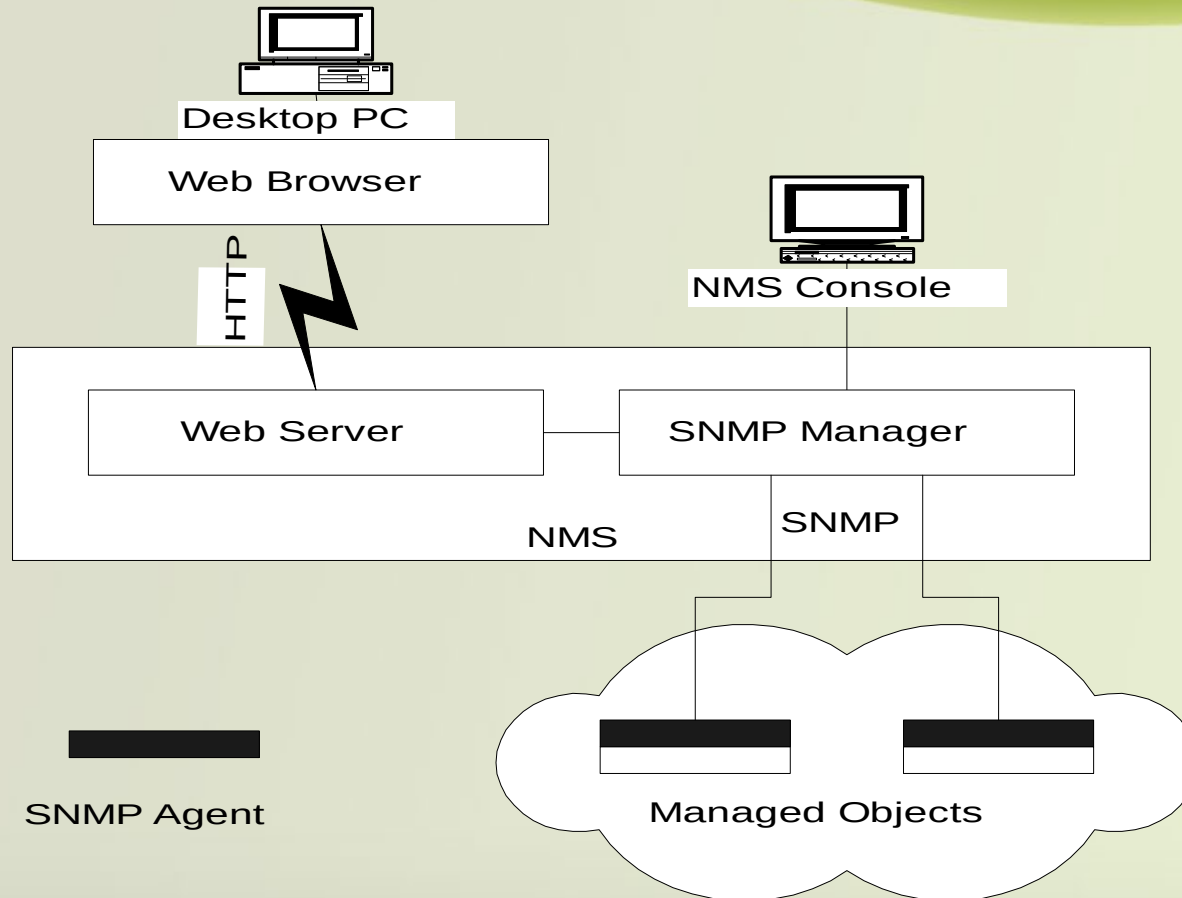 Desktop PC
Web Browser
HTTP
NMS Console
Web Server
SNMP Manager
SNMP
NMS
SNMP Agent
Managed Objects